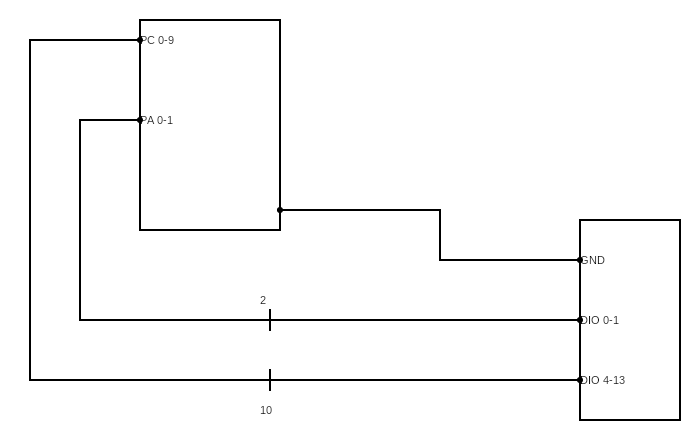 PC 0-9
PA 0-1
GND
2
DIO 0-1
DIO 4-13
10